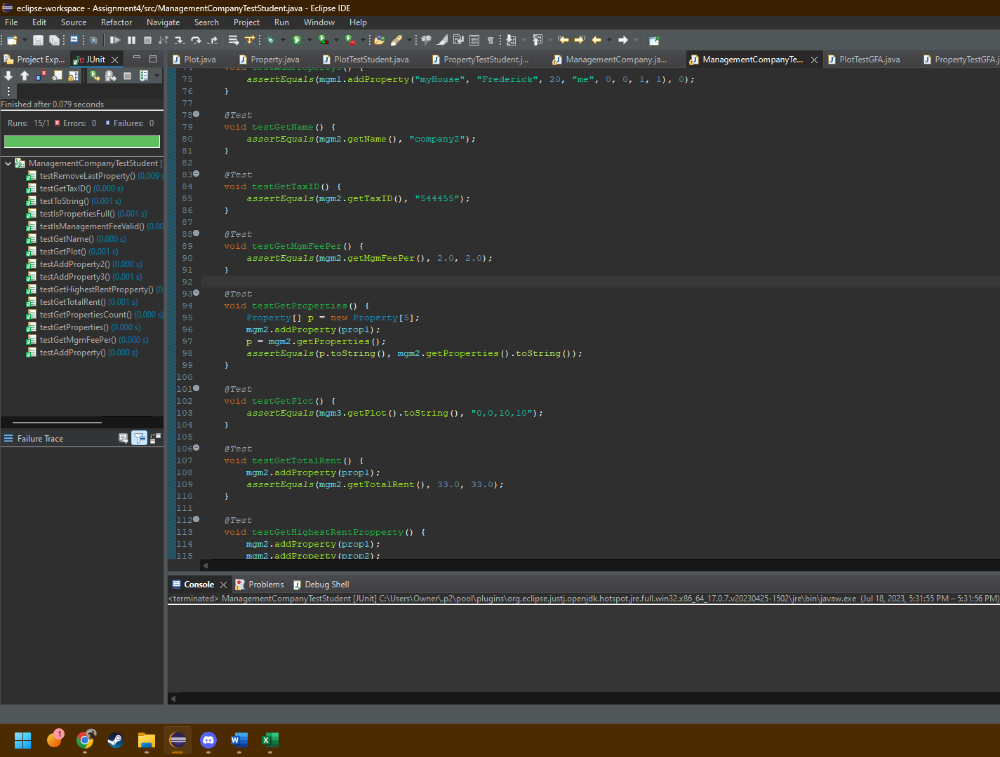 eclipse-workspace - Assignment4/src/ManagementCompanyTestStudent.java - Eclipse IDE
File Edit Source Refactor Navigate Search Project Run Window Help
Project Exp... JUnit
Plot.java Property.java PlotTestStudent.java PropertyTestStudent.j... ManagementCompany.ja... ManagementCompanyTe... PlotTestGFA.java PropertyTestGFA.j
Finished after 0.079 seconds
Runs: 15/1 Errors: 0 Failures: 0
ManagementCompanyTestStudent [
testRemoveLastProperty() (0.009 s
testGetTaxID() (0.000 s)
testToString() (0.001 s)
testIsPropertiesFull() (0.001 s)
testIsManagementFeeValid() (0.00
testGetName() (0.000 s)
testGetPlot() (0.001 s)
testAddProperty2() (0.000 s)
testAddProperty3() (0.001 s)
testGetHighestRentPropperty() (0
testGetTotalRent() (0.001 s)
testGetPropertiesCount() (0.000 s)
testGetProperties() (0.000 s)
testGetMgmFeePer() (0.000 s)
testAddProperty() (0.000 s)
Failure Trace
74 void testAddProperty3() {
75 assertEquals(mgm1.addProperty("myHouse", "Frederick", 20, "me", 0, 0, 1, 1), 0);
76 }
77
78 @Test
79 void testGetName() {
80 assertEquals(mgm2.getName(), "company2");
81 }
82
83 @Test
84 void testGetTaxID() {
85 assertEquals(mgm2.getTaxID(), "544455");
86 }
87
88 @Test
89 void testGetMgmFeePer() {
90 assertEquals(mgm2.getMgmFeePer(), 2.0, 2.0);
91 }
92
93 @Test
94 void testGetProperties() {
95 Property[] p = new Property[5];
96 mgm2.addProperty(prop1);
97 p = mgm2.getProperties();
98 assertEquals(p.toString(), mgm2.getProperties().toString());
99 }
100
101 @Test
102 void testGetPlot() {
103 assertEquals(mgm3.getPlot().toString(), "0,0,10,10");
104 }
105
106 @Test
107 void testGetTotalRent() {
108 mgm2.addProperty(prop1);
109 assertEquals(mgm2.getTotalRent(), 33.0, 33.0);
110 }
111
112 @Test
113 void testGetHighestRentPropperty() {
114 mgm2.addProperty(prop1);
115 mgm2.addProperty(prop2);
Console Problems Debug Shell
<terminated> ManagementCompanyTestStudent [JUnit] C:\Users\Owner\.p2\pool\plugins\org.eclipse.justj.openjdk.hotspot.jre.full.win32.x86_64_17.0.7.v20230425-1502\jre\bin\javaw.exe (Jul 18, 2023, 5:31:55 PM – 5:31:56 PM)
1